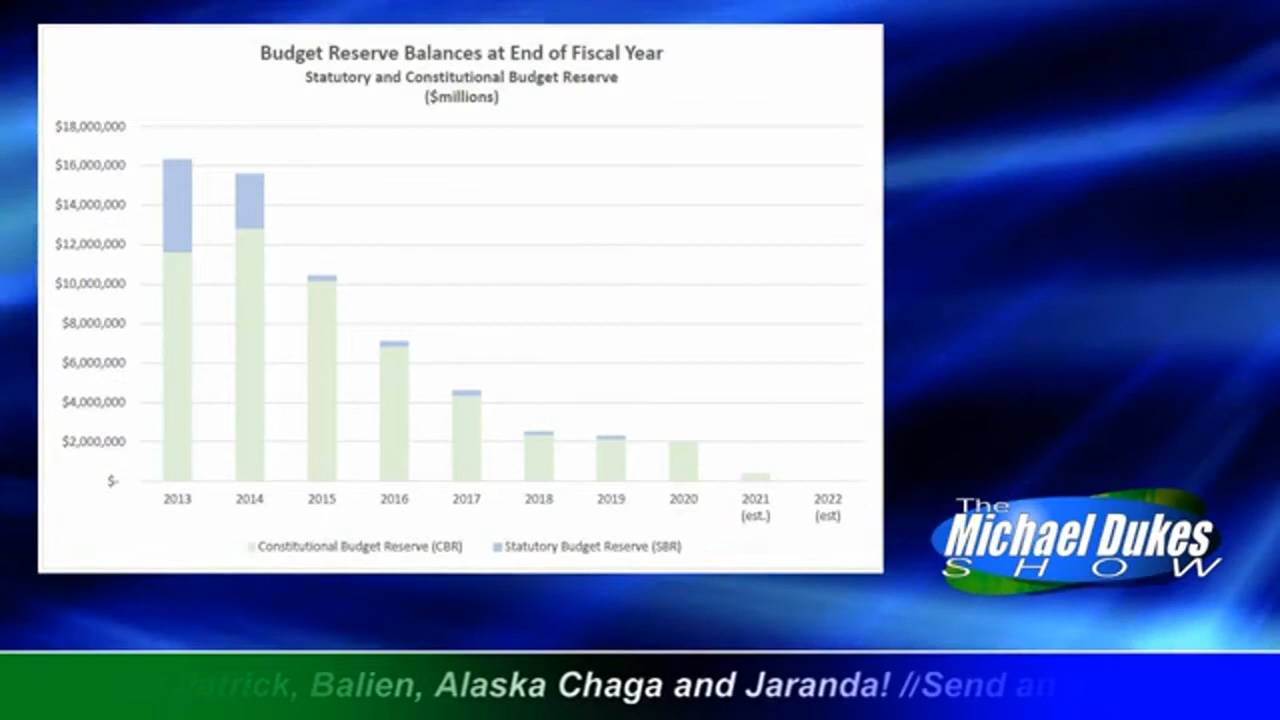 Budget Reserve Balances at End of Fiscal Year
Statutory and Constitutional Budget Reserve
($millions)
$18,000,000
$16,000,000
$14,000,000
$12,000,000
$10,000,000
$8,000,000
$6,000,000
$4,000,000
$2,000,000
$-
2013 2014 2015 2016 2017 2018 2019 2020 2021 2022
(est.) (est)
Constitutional Budget Reserve (CBR) Statutory Budget Reserve (SBR)
The
Michael Dukes
SHOW
Balien, Alaska Chaga and Jaranda! //Send an